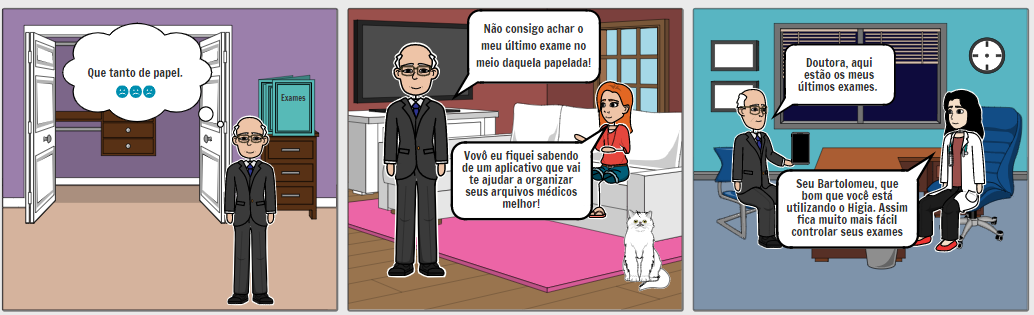 Que tanto de papel.
Exames
Não consigo achar o
meu último exame no
meio daquela papelada!
Vovô eu fiquei sabendo
de um aplicativo que vai
te ajudar a organizar
seus arquivos médicos
melhor!
Doutora, aqui
estão os meus
últimos exames.
Seu Bartolomeu, que
bom que você está
utilizando o Higia. Assim
fica muito mais fácil
controlar seus exames